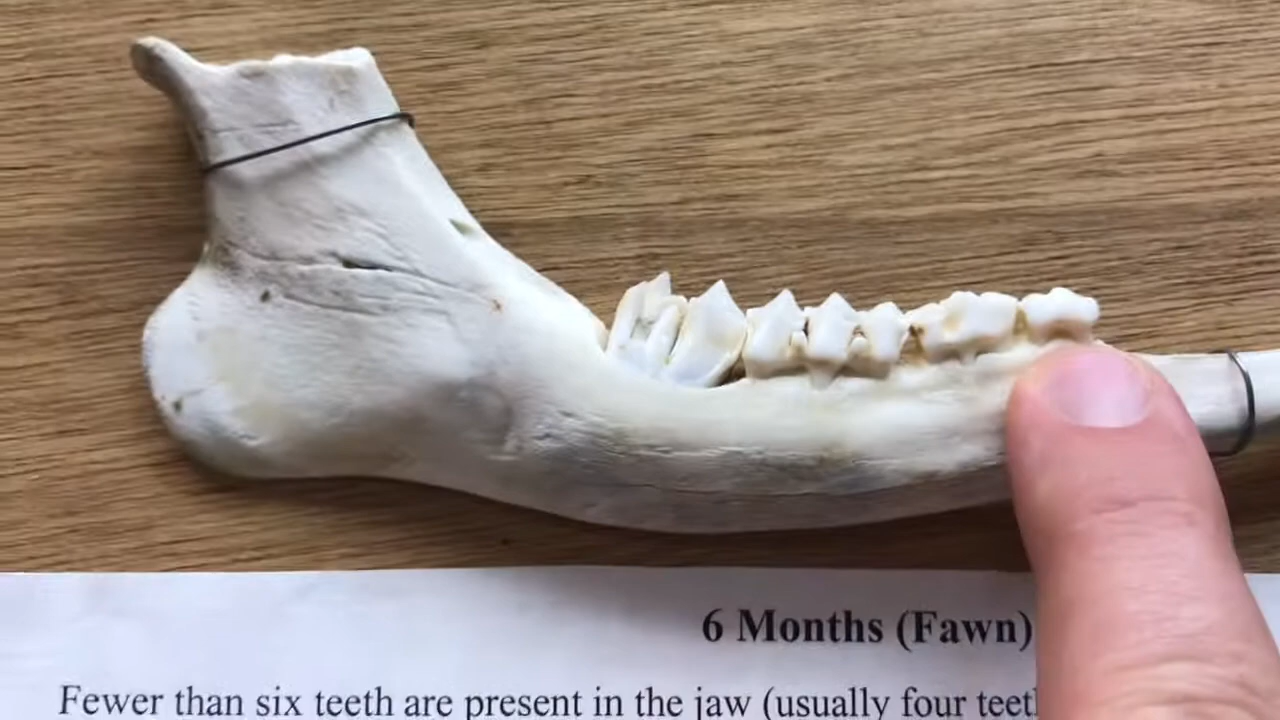 6 Months (Fawn)
Fewer than six teeth are present in the jaw (usually four